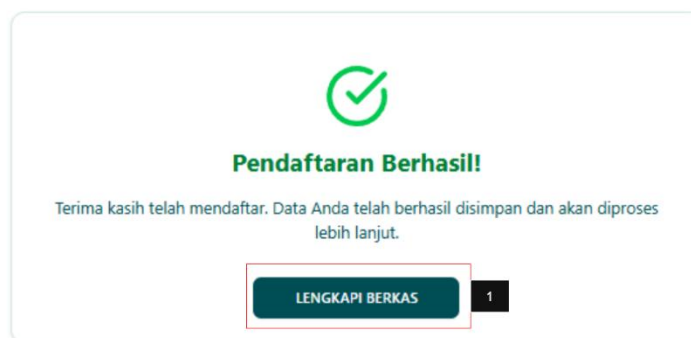 Pendaftaran Berhasil!
Terima kasih telah mendaftar. Data Anda telah berhasil disimpan dan akan diproses
lebih lanjut.
LENGKAPI BERKAS
1